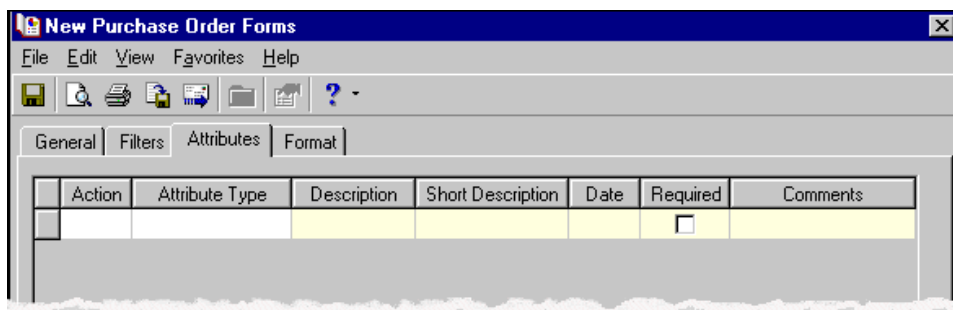 New Purchase Order Forms
File Edit View Favorites Help
?
General Filters Attributes Format
Action Attribute Type Description Short Description Date Required Comments